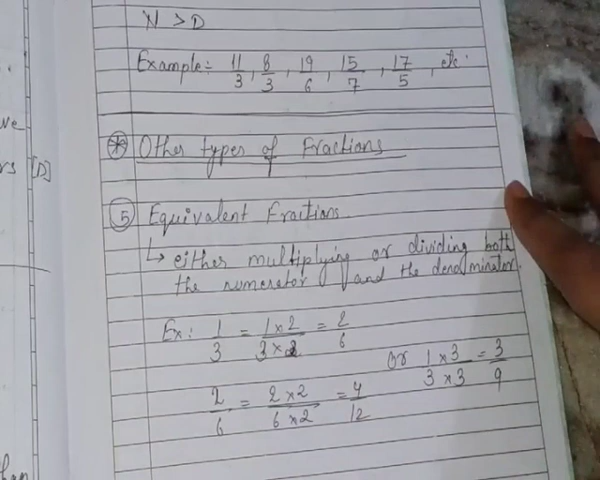 N > D
Example:- 11/3, 8/3, 19/6, 15/7, 17/5, etc.
* Other types of Fractions
5 Equivalent Fractions.
↳ either multiplying or dividing both
the numerator and the denominator.
Ex: 1/3 = 1×2/3×2 = 2/6
or 1×3/3×3 = 3/9
2/6 = 2×2/6×2 = 4/12
[D]